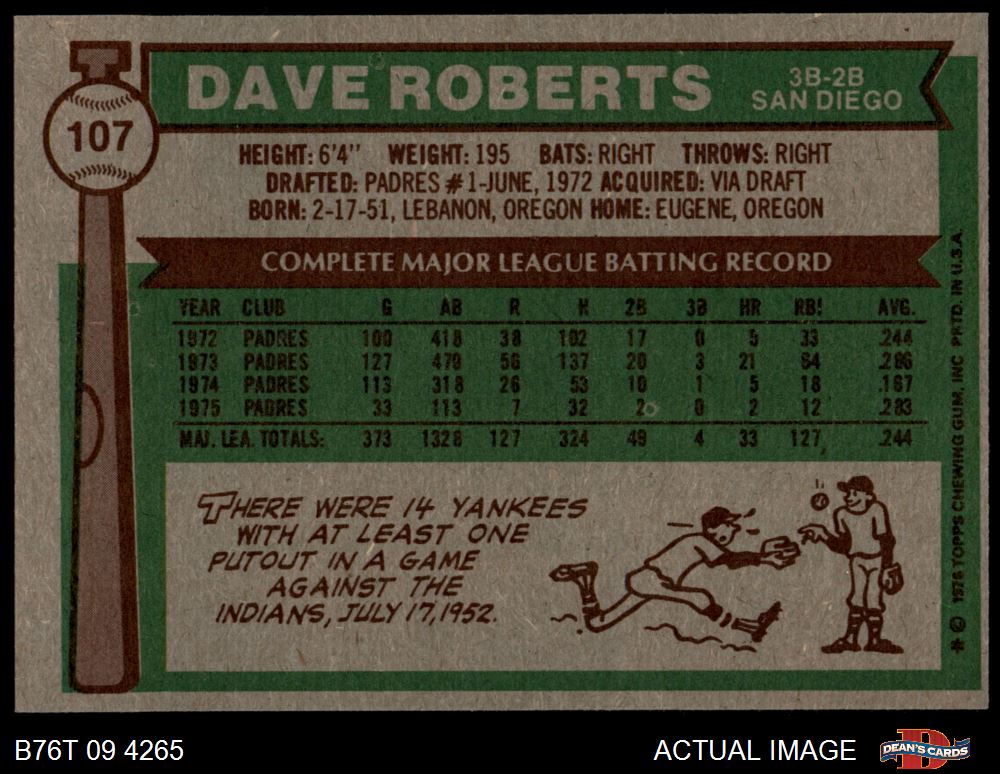 107
DAVE ROBERTS
3B-2B
SAN DIEGO
HEIGHT: 6'4" WEIGHT: 195 BATS: RIGHT THROWS: RIGHT
DRAFTED: PADRES #1-JUNE, 1972 ACQUIRED: VIA DRAFT
BORN: 2-17-51, LEBANON, OREGON HOME: EUGENE, OREGON
COMPLETE MAJOR LEAGUE BATTING RECORD
YEAR CLUB G AB R H 2B 3B HR RBI AVG.
1972 PADRES 100 418 38 102 17 0 5 33 .244
1973 PADRES 127 479 56 137 20 3 21 64 .286
1974 PADRES 113 318 26 53 10 1 5 18 .167
1975 PADRES 33 113 7 32 2 0 2 12 .283
MAJ. LEA. TOTALS: 373 1328 127 324 49 4 33 127 .244
THERE WERE 14 YANKEES
WITH AT LEAST ONE
PUTOUT IN A GAME
AGAINST THE
INDIANS, JULY 17, 1952.
* © 1976 TOPPS CHEWING GUM, INC. PRTD. IN U.S.A.
B76T 09 4265
ACTUAL IMAGE
DEAN'S CARDS